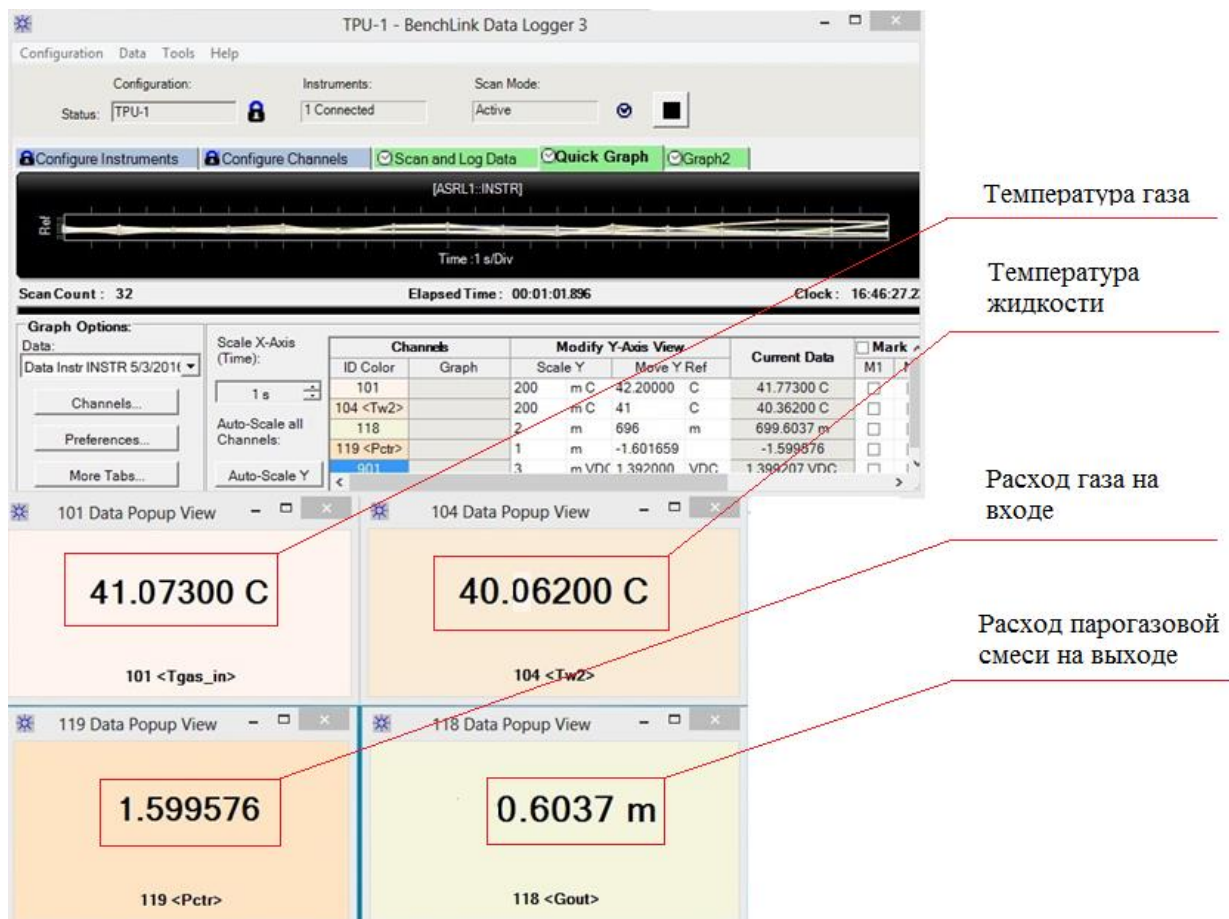 TPU-1 - BenchLink Data Logger 3
Configuration Data Tools Help
Configuration: Instruments: Scan Mode:
Status: TPU-1 1 Connected Active
Configure Instruments Configure Channels Scan and Log Data Quick Graph Graph2
[ASRL1::INSTR]
Ref
Time :1 s/Div
Scan Count : 32 Elapsed Time : 00:01:01.896 Clock : 16:46:27.2
Graph Options:
Data:
Data Instr INSTR 5/3/2016
Channels...
Preferences...
More Tabs...
Scale X-Axis
(Time):
1 s
Auto-Scale all
Channels:
Auto-Scale Y
Channels Modify Y-Axis View Current Data Mark
ID Color Graph Scale Y Move Y Ref M1
101 200 m C 42.20000 C 41.77300 C
104 <Tw2> 200 m C 41 C 40.36200 C
118 2 m 696 m 699.6037 m
119 <Pctr> 1 m -1.601659 -1.599576
901 3 m VDC 1.392000 VDC 1.399207 VDC
101 Data Popup View
41.07300 C
101 <Tgas_in>
104 Data Popup View
40.06200 C
104 <Tw2>
119 Data Popup View
1.599576
119 <Pctr>
118 Data Popup View
0.6037 m
118 <Gout>
Температура газа
Температура
жидкости
Расход газа на
входе
Расход парогазовой
смеси на выходе